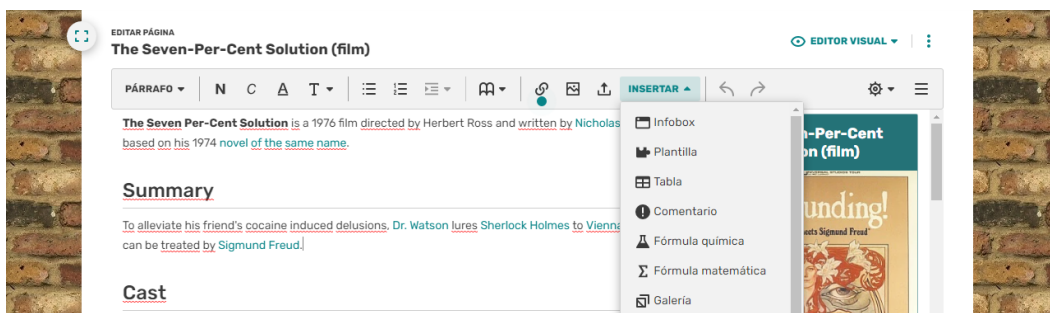 EDITAR PÁGINA
The Seven-Per-Cent Solution (film)
EDITOR VISUAL
PÁRRAFO N C A T INSERTAR
The Seven Per-Cent Solution is a 1976 film directed by Herbert Ross and written by Nicholas
based on his 1974 novel of the same name.
Summary
To alleviate his friend's cocaine induced delusions, Dr. Watson lures Sherlock Holmes to Vienna
can be treated by Sigmund Freud.
Cast
Infobox
Plantilla
Tabla
Comentario
Fórmula química
Fórmula matemática
Galería
n-Per-Cent
on (film)
unding!
eets Sigmund Freud